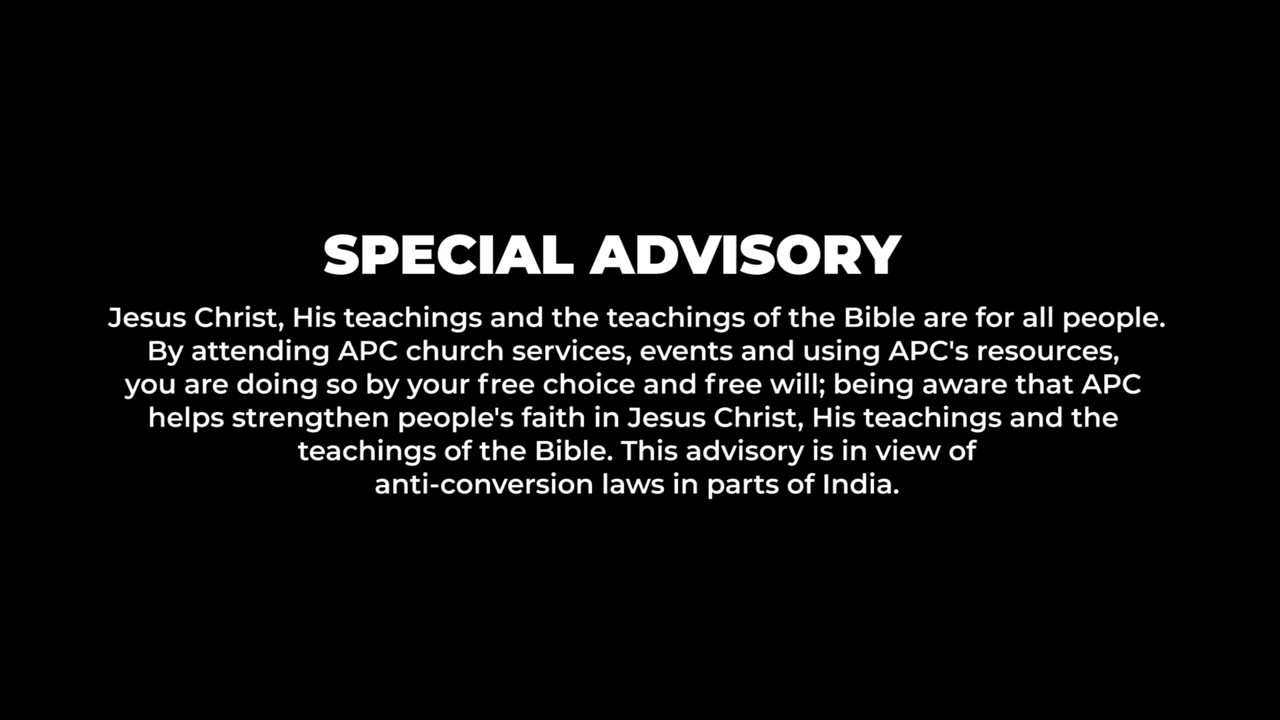 SPECIAL ADVISORY
Jesus Christ, His teachings and the teachings of the Bible are for all people.
By attending APC church services, events and using APC's resources,
you are doing so by your free choice and free will; being aware that APC
helps strengthen people's faith in Jesus Christ, His teachings and the
teachings of the Bible. This advisory is in view of
anti-conversion laws in parts of India.